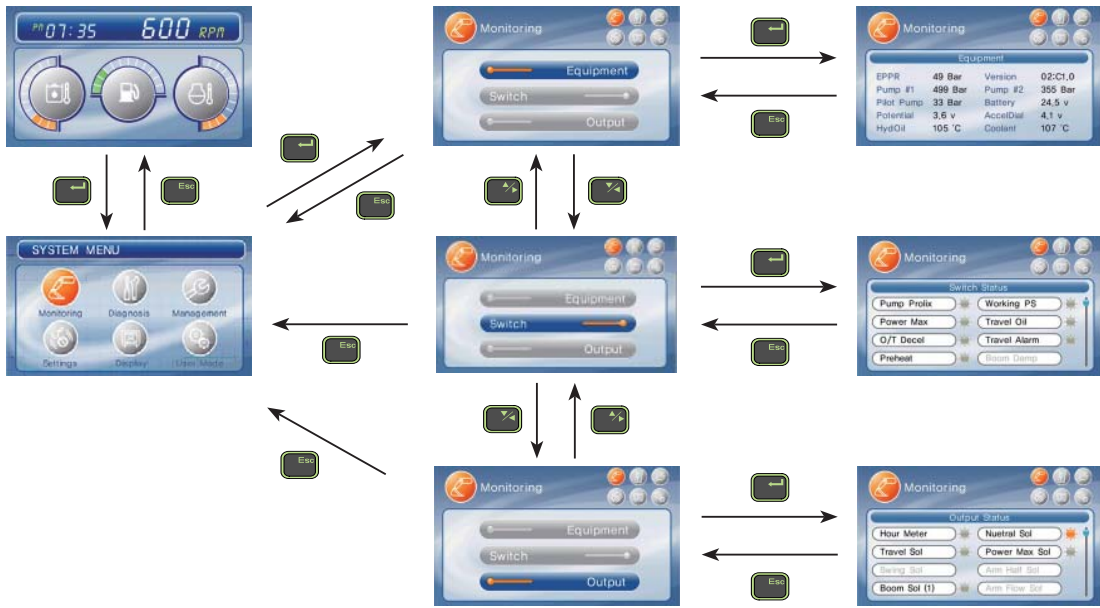 PM 07:35 600 RPM
Monitoring
Equipment
Switch
Output
Monitoring
Equipment
EPPR 49 Bar Version 02:C1,0
Pump #1 499 Bar Pump #2 355 Bar
Pilot Pump 33 Bar Battery 24,5 v
Potential 3,6 v AccelDial 4,1 v
HydOil 105 °C Coolant 107 °C
Esc
Esc
Esc
SYSTEM MENU
Monitoring Diagnosis Management
Settings Display User Mode
Monitoring
Equipment
Switch
Output
Monitoring
Switch Status
Pump Prolix Working PS
Power Max Travel Oil
O/T Decel Travel Alarm
Preheat Boom Damp
Esc
Esc
Esc
Monitoring
Equipment
Switch
Output
Monitoring
Output Status
Hour Meter Nuetral Sol
Travel Sol Power Max Sol
Swing Sol Arm Half Sol
Boom Sol (1) Arm Flow Sol
Esc